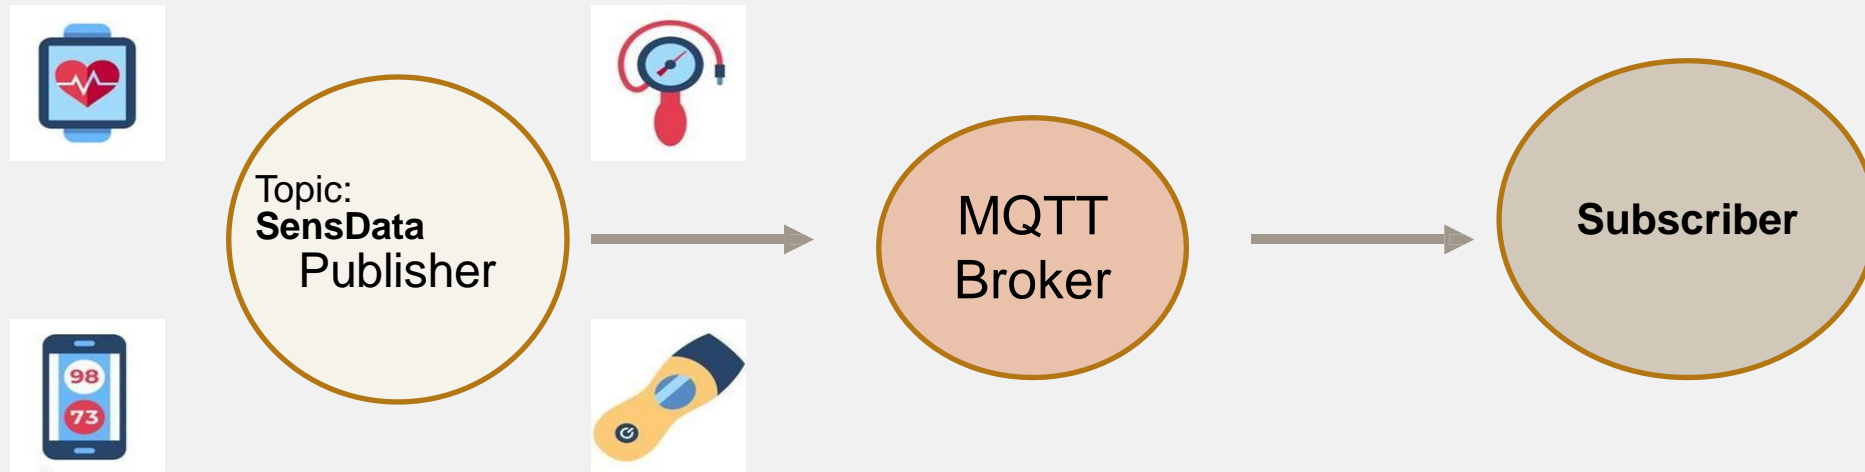 Topic:
SensData
Publisher
MQTT
Broker
Subscriber
98
73